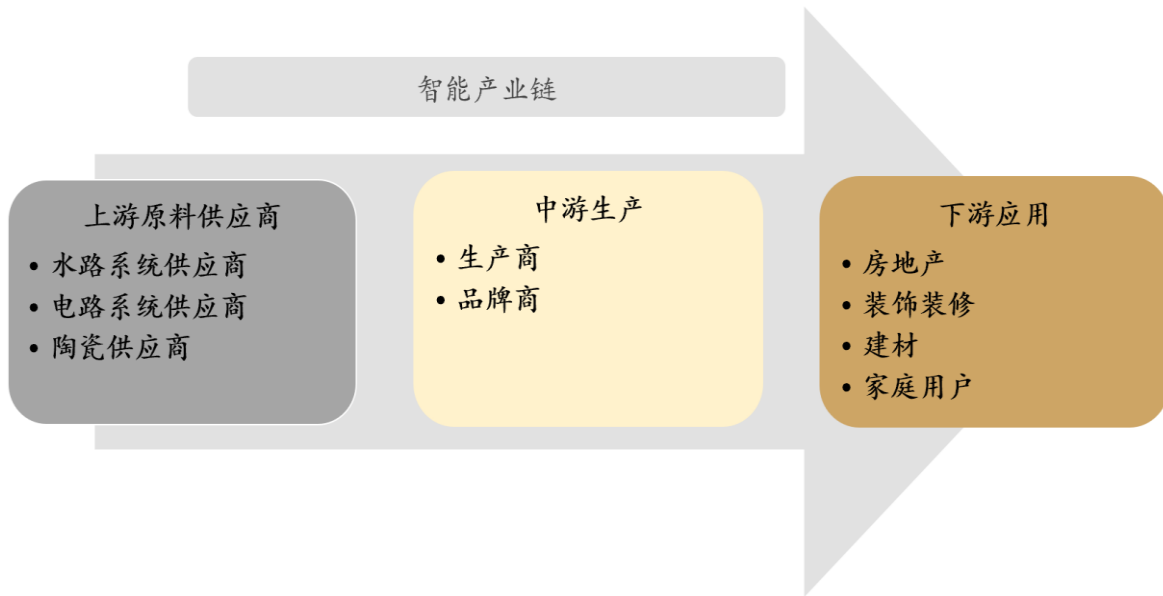 智能产业链
上游原料供应商
• 水路系统供应商
• 电路系统供应商
• 陶瓷供应商
中游生产
• 生产商
• 品牌商
下游应用
• 房地产
• 装饰装修
• 建材
• 家庭用户